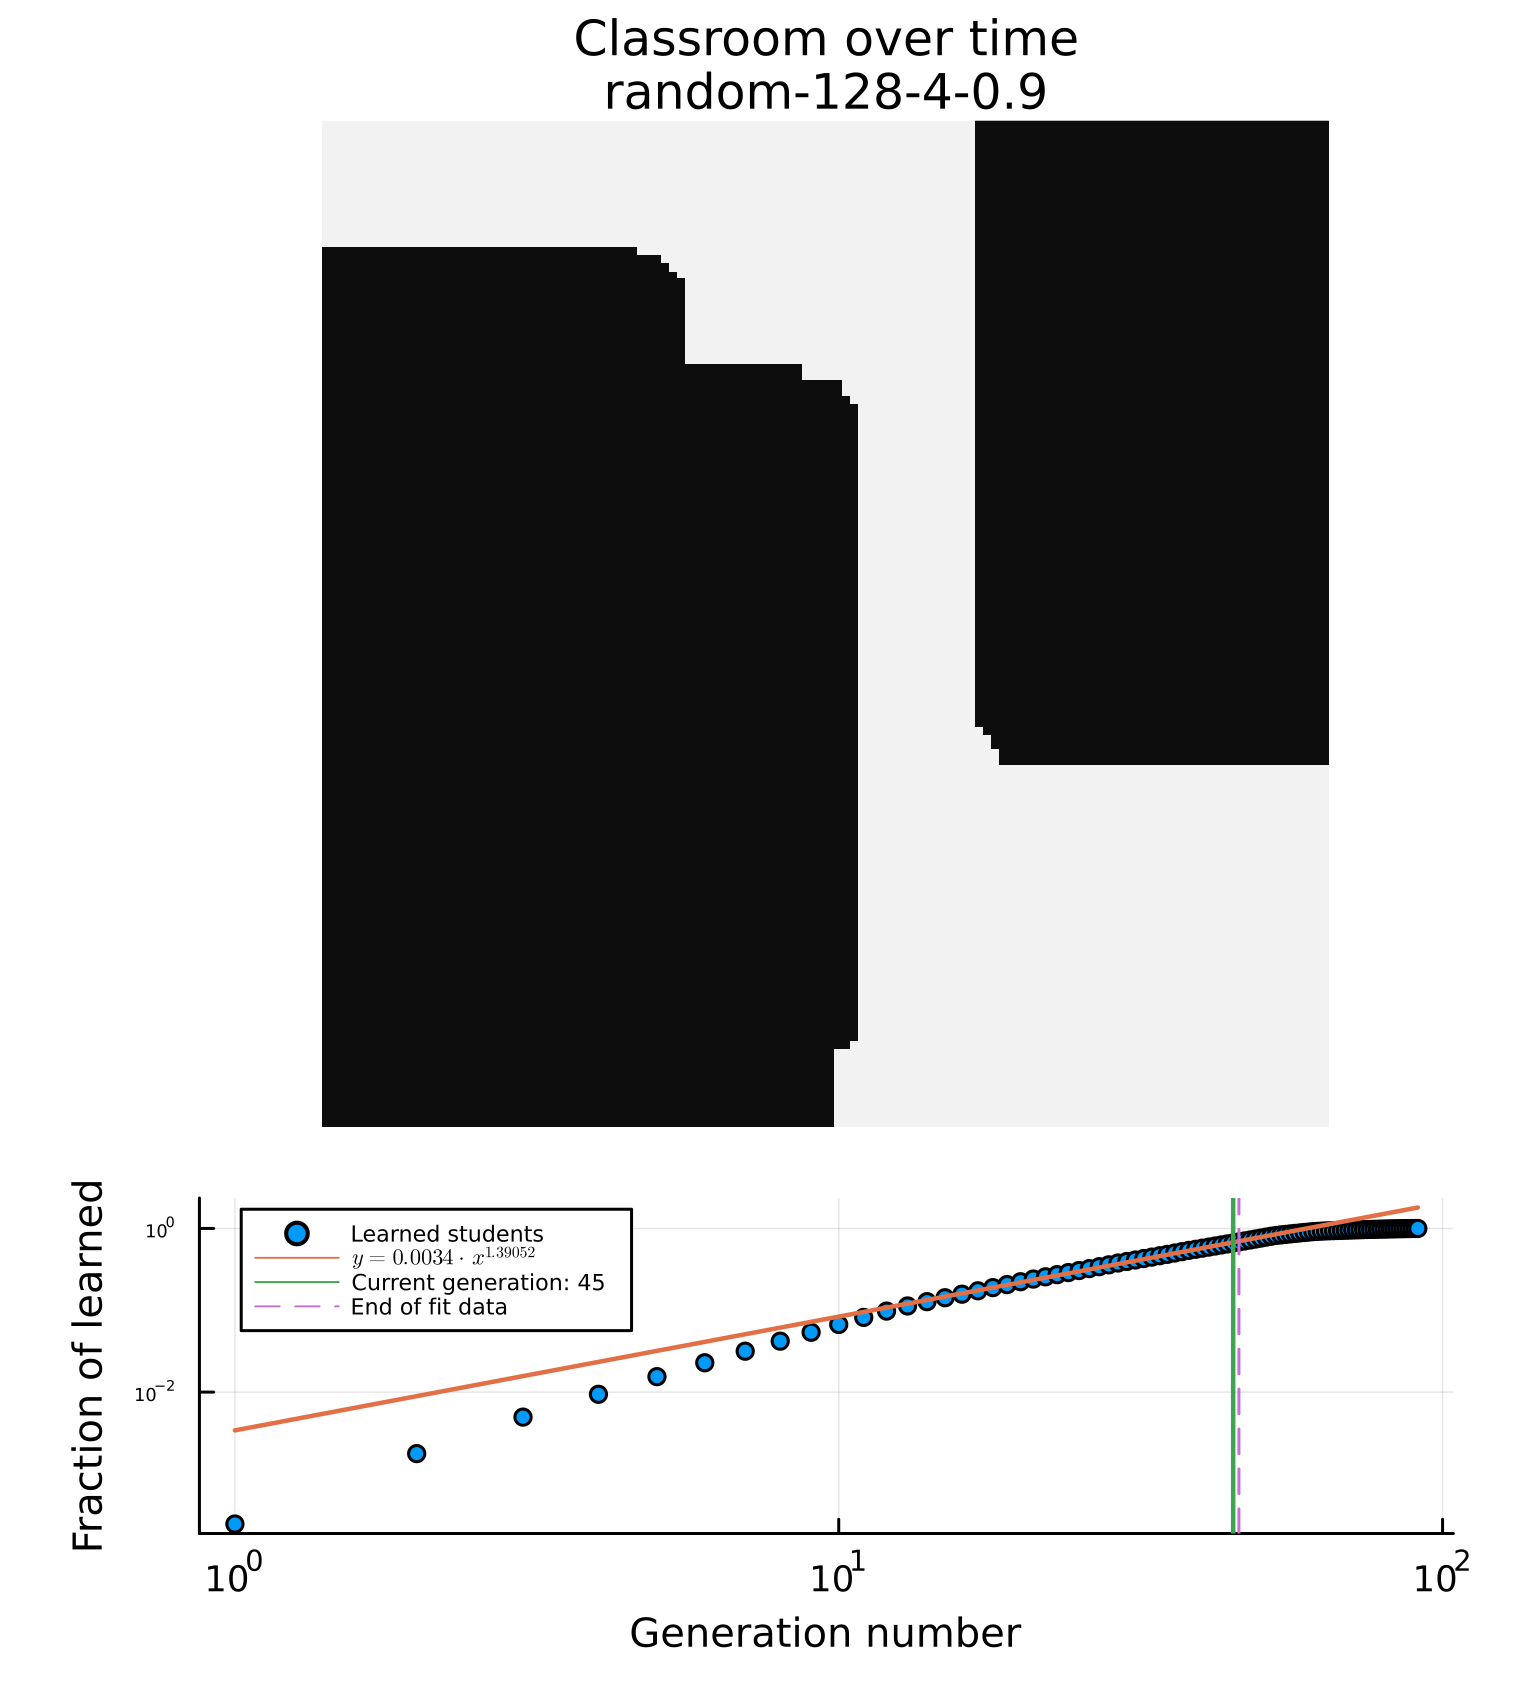 Classroom over time
random-128-4-0.9
Fraction of learned
10^0
10^-2
Learned students
y = 0.0034 · x^1.39052
Current generation: 45
End of fit data
10^0 10^1 10^2
Generation number